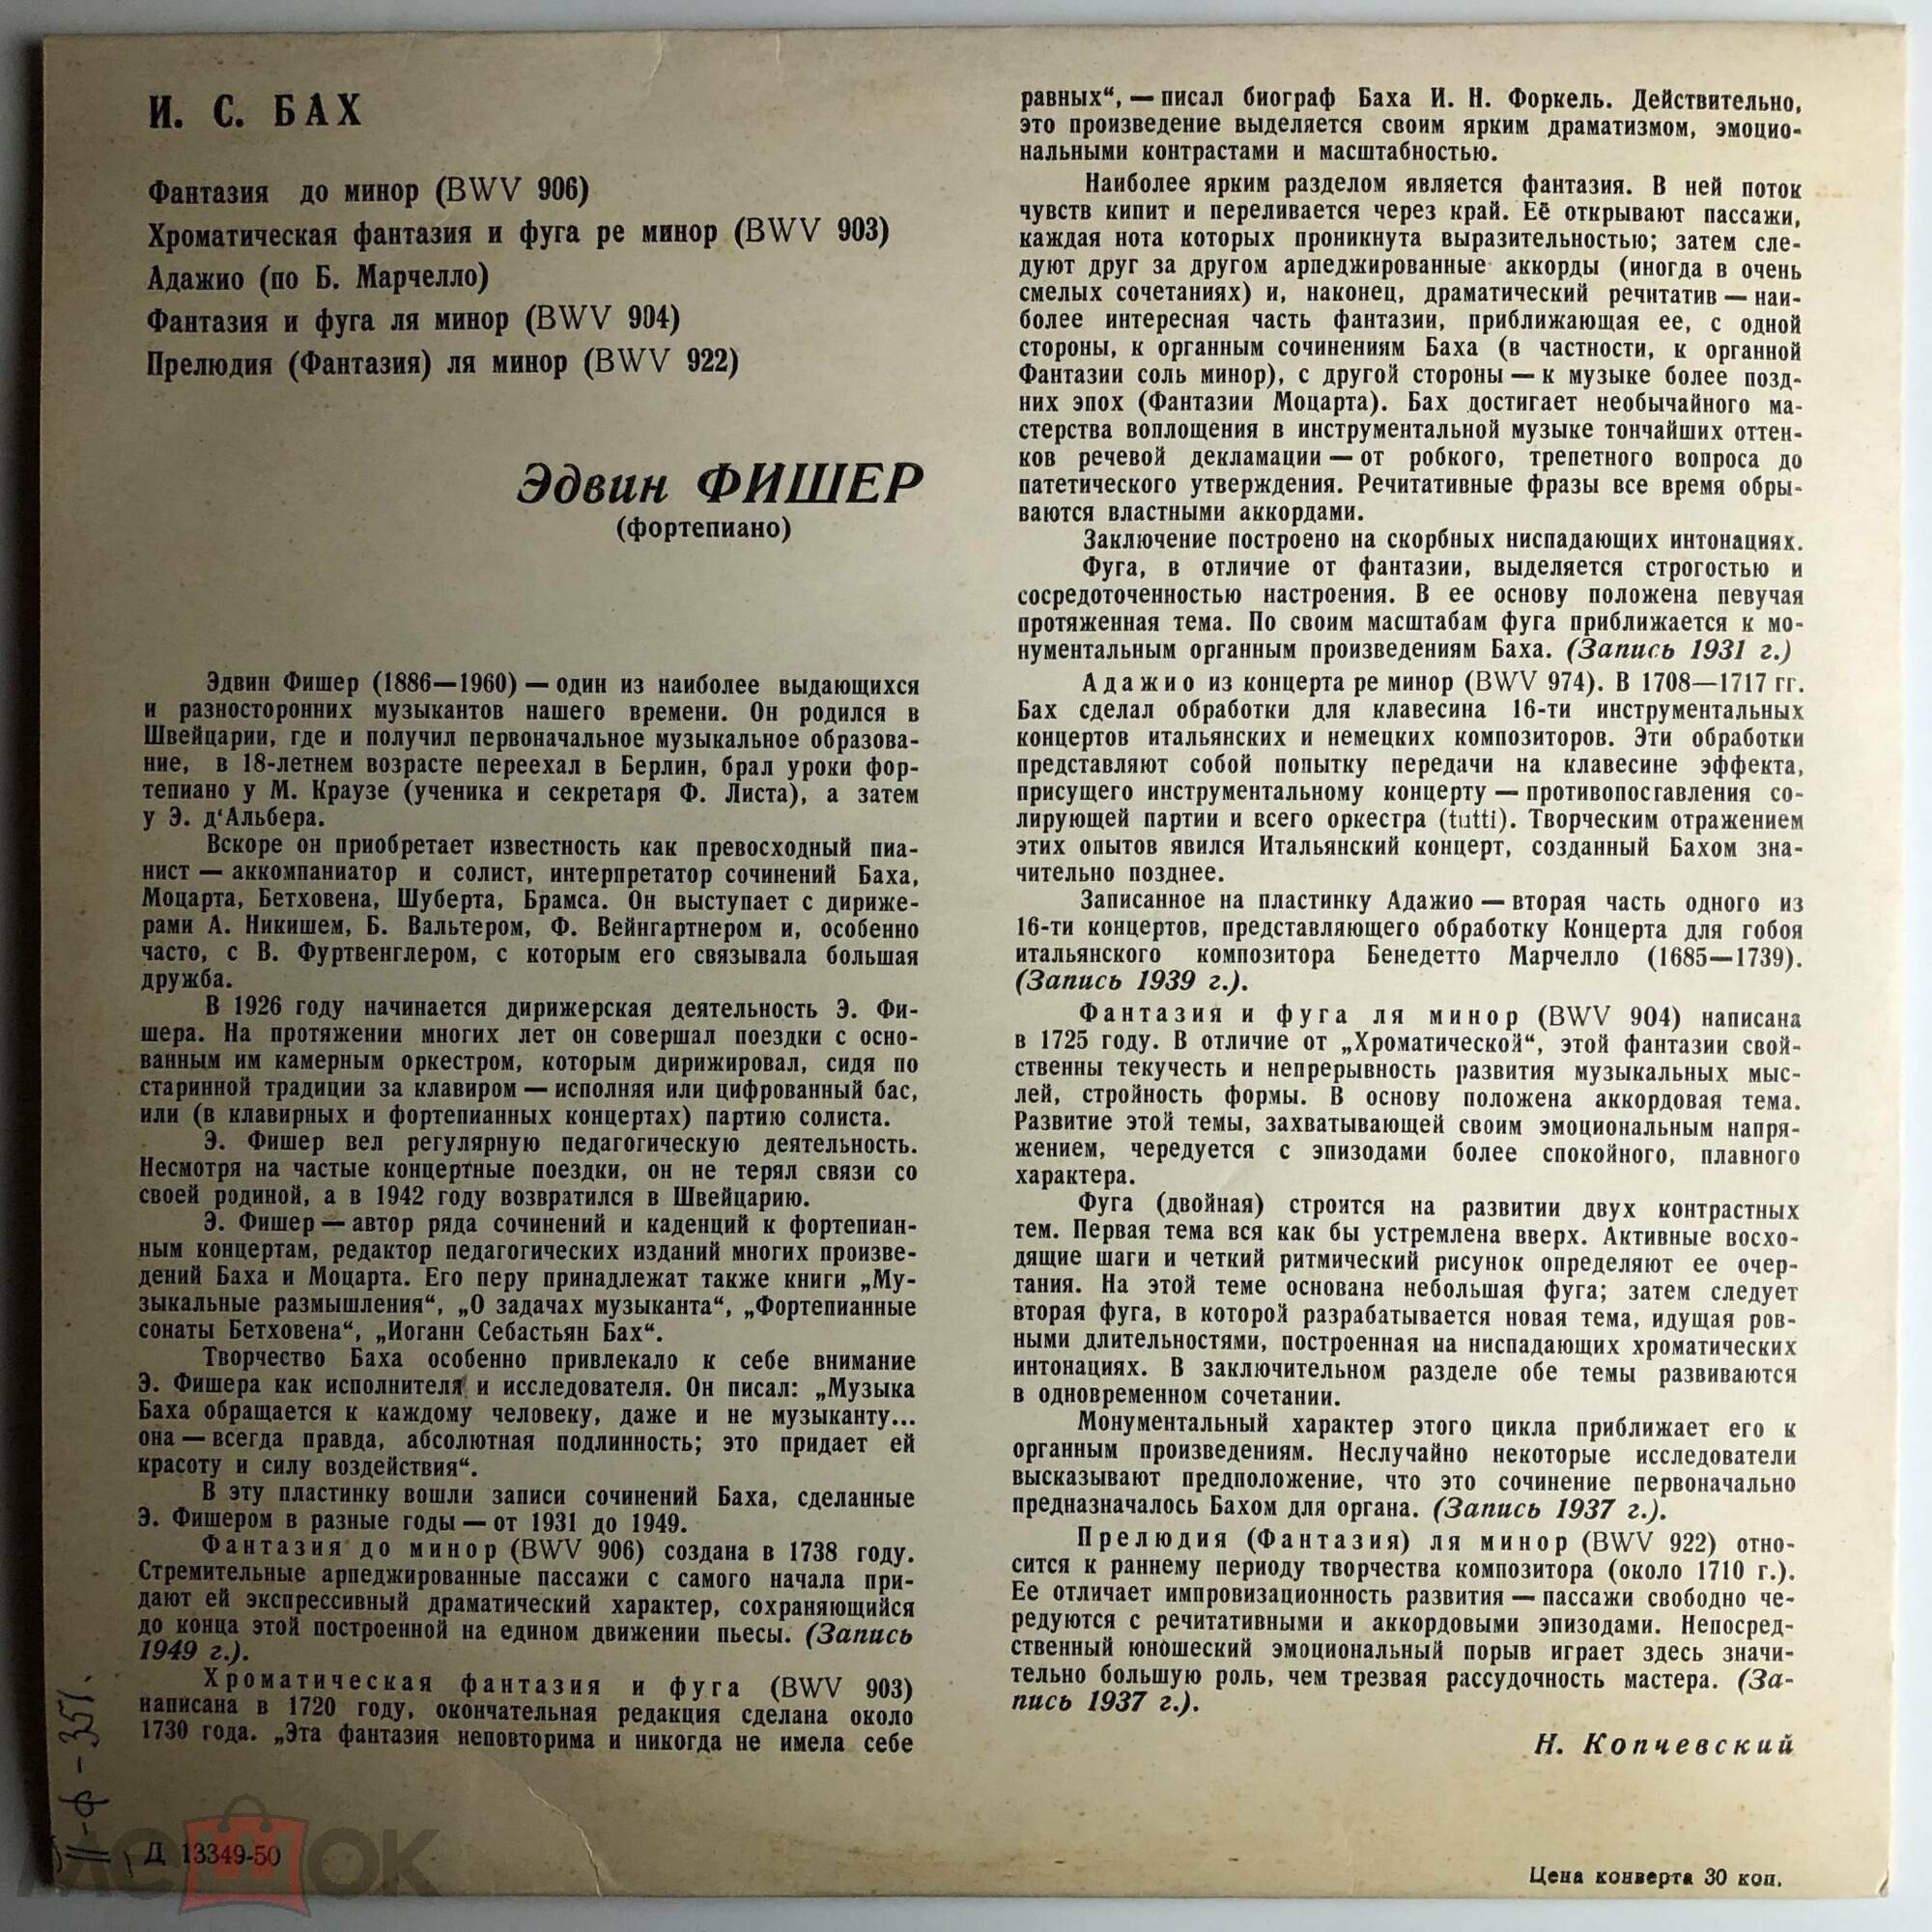 И. С. БАХ
Фантазия до минор (BWV 906)
Хроматическая фантазия и фуга ре минор (BWV 903)
Адажио (по Б. Марчелло)
Фантазия и фуга ля минор (BWV 904)
Прелюдия (Фантазия) ля минор (BWV 922)
Эдвин ФИШЕР
(фортепиано)
Эдвин Фишер (1886—1960) — один из наиболее выдающихся
и разносторонних музыкантов нашего времени. Он родился в
Швейцарии, где и получил первоначальное музыкальное образова-
ние, в 18-летнем возрасте переехал в Берлин, брал уроки фор-
тепиано у М. Краузе (ученика и секретаря Ф. Листа), а затем
у Э. д‘Альбера.
Вскоре он приобретает известность как превосходный пиа-
нист — аккомпаниатор и солист, интерпретатор сочинений Баха,
Моцарта, Бетховена, Шуберта, Брамса. Он выступает с дириже-
рами А. Никишем, Б. Вальтером, Ф. Вейнгартнером и, особенно
часто, с В. Фуртвенглером, с которым его связывала большая
дружба.
В 1926 году начинается дирижерская деятельность Э. Фи-
шера. На протяжении многих лет он совершал поездки с осно-
ванным им камерным оркестром, которым дирижировал, сидя по
старинной традиции за клавиром — исполняя или цифрованный бас,
или (в клавирных и фортепианных концертах) партию солиста.
Э. Фишер вел регулярную педагогическую деятельность.
Несмотря на частые концертные поездки, он не терял связи со
своей родиной, а в 1942 году возвратился в Швейцарию.
Э. Фишер — автор ряда сочинений и каденций к фортепиан-
ным концертам, редактор педагогических изданий многих произве-
дений Баха и Моцарта. Его перу принадлежат также книги „Му-
зыкальные размышления“, „О задачах музыканта“, „Фортепианные
сонаты Бетховена“, „Иоганн Себастьян Бах“.
Творчество Баха особенно привлекало к себе внимание
Э. Фишера как исполнителя и исследователя. Он писал: „Музыка
Баха обращается к каждому человеку, даже и не музыканту...
она — всегда правда, абсолютная подлинность; это придает ей
красоту и силу воздействия“.
В эту пластинку вошли записи сочинений Баха, сделанные
Э. Фишером в разные годы — от 1931 до 1949.
Фантазия до минор (BWV 906) создана в 1738 году.
Стремительные арпеджированные пассажи с самого начала при-
дают ей экспрессивный драматический характер, сохраняющийся
до конца этой построенной на едином движении пьесы. (Запись
1949 г.).
Хроматическая фантазия и фуга (BWV 903)
написана в 1720 году, окончательная редакция сделана около
1730 года. „Эта фантазия неповторима и никогда не имела себе
равных“, — писал биограф Баха И. Н. Форкель. Действительно,
это произведение выделяется своим ярким драматизмом, эмоцио-
нальными контрастами и масштабностью.
Наиболее ярким разделом является фантазия. В ней поток
чувств кипит и переливается через край. Её открывают пассажи,
каждая нота которых проникнута выразительностью; затем сле-
дуют друг за другом арпеджированные аккорды (иногда в очень
смелых сочетаниях) и, наконец, драматический речитатив — наи-
более интересная часть фантазии, приближающая ее, с одной
стороны, к органным сочинениям Баха (в частности, к органной
Фантазии соль минор), с другой стороны — к музыке более позд-
них эпох (Фантазии Моцарта). Бах достигает необычайного ма-
стерства воплощения в инструментальной музыке тончайших оттен-
ков речевой декламации — от робкого, трепетного вопроса до
патетического утверждения. Речитативные фразы все время обры-
ваются властными аккордами.
Заключение построено на скорбных ниспадающих интонациях.
Фуга, в отличие от фантазии, выделяется строгостью и
сосредоточенностью настроения. В ее основу положена певучая
протяженная тема. По своим масштабам фуга приближается к мо-
нументальным органным произведениям Баха. (Запись 1931 г.)
Адажио из концерта ре минор (BWV 974). В 1708—1717 гг.
Бах сделал обработки для клавесина 16-ти инструментальных
концертов итальянских и немецких композиторов. Эти обработки
представляют собой попытку передачи на клавесине эффекта,
присущего инструментальному концерту — противопоставления со-
лирующей партии и всего оркестра (tutti). Творческим отражением
этих опытов явился Итальянский концерт, созданный Бахом зна-
чительно позднее.
Записанное на пластинку Адажио — вторая часть одного из
16-ти концертов, представляющего обработку Концерта для гобоя
итальянского композитора Бенедетто Марчелло (1685—1739).
(Запись 1939 г.).
Фантазия и фуга ля минор (BWV 904) написана
в 1725 году. В отличие от „Хроматической“, этой фантазии свой-
ственны текучесть и непрерывность развития музыкальных мыс-
лей, стройность формы. В основу положена аккордовая тема.
Развитие этой темы, захватывающей своим эмоциональным напря-
жением, чередуется с эпизодами более спокойного, плавного
характера.
Фуга (двойная) строится на развитии двух контрастных
тем. Первая тема вся как бы устремлена вверх. Активные восхо-
дящие шаги и четкий ритмический рисунок определяют ее очер-
тания. На этой теме основана небольшая фуга; затем следует
вторая фуга, в которой разрабатывается новая тема, идущая ров-
ными длительностями, построенная на ниспадающих хроматических
интонациях. В заключительном разделе обе темы развиваются
в одновременном сочетании.
Монументальный характер этого цикла приближает его к
органным произведениям. Неслучайно некоторые исследователи
высказывают предположение, что это сочинение первоначально
предназначалось Бахом для органа. (Запись 1937 г.).
Прелюдия (Фантазия) ля минор (BWV 922) отно-
сится к раннему периоду творчества композитора (около 1710 г.).
Ее отличает импровизационность развития — пассажи свободно че-
редуются с речитативными и аккордовыми эпизодами. Непосред-
ственный юношеский эмоциональный порыв играет здесь значи-
тельно большую роль, чем трезвая рассудочность мастера. (За-
пись 1937 г.).
Н. Копчевский
Д 13349-50
мешок
Цена конверта 30 коп.